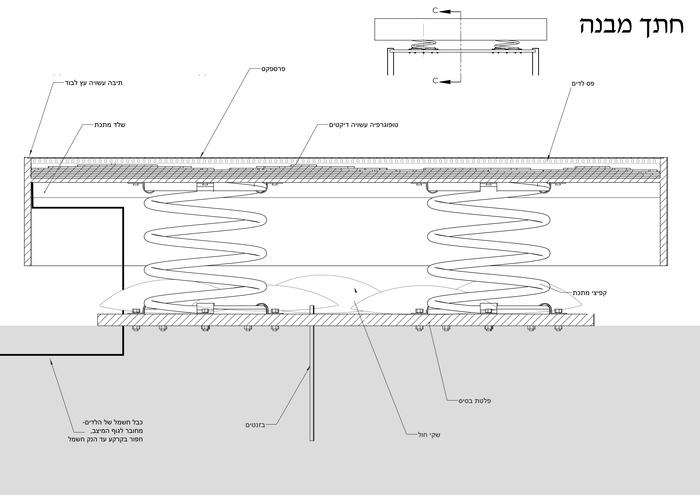 חתך מבנה
C
C
פרספקס
פס לדים
תיבה עשויה עץ לבוד
שלד מתכת
טופוגרפיה עשויה דיקטים
קפיצי מתכת
פלטת בסיס
כבל חשמל של הלדים-
מחובר לגוף המיצב,
חפור בקרקע עד הנק חשמל
בזנטים
שקי חול